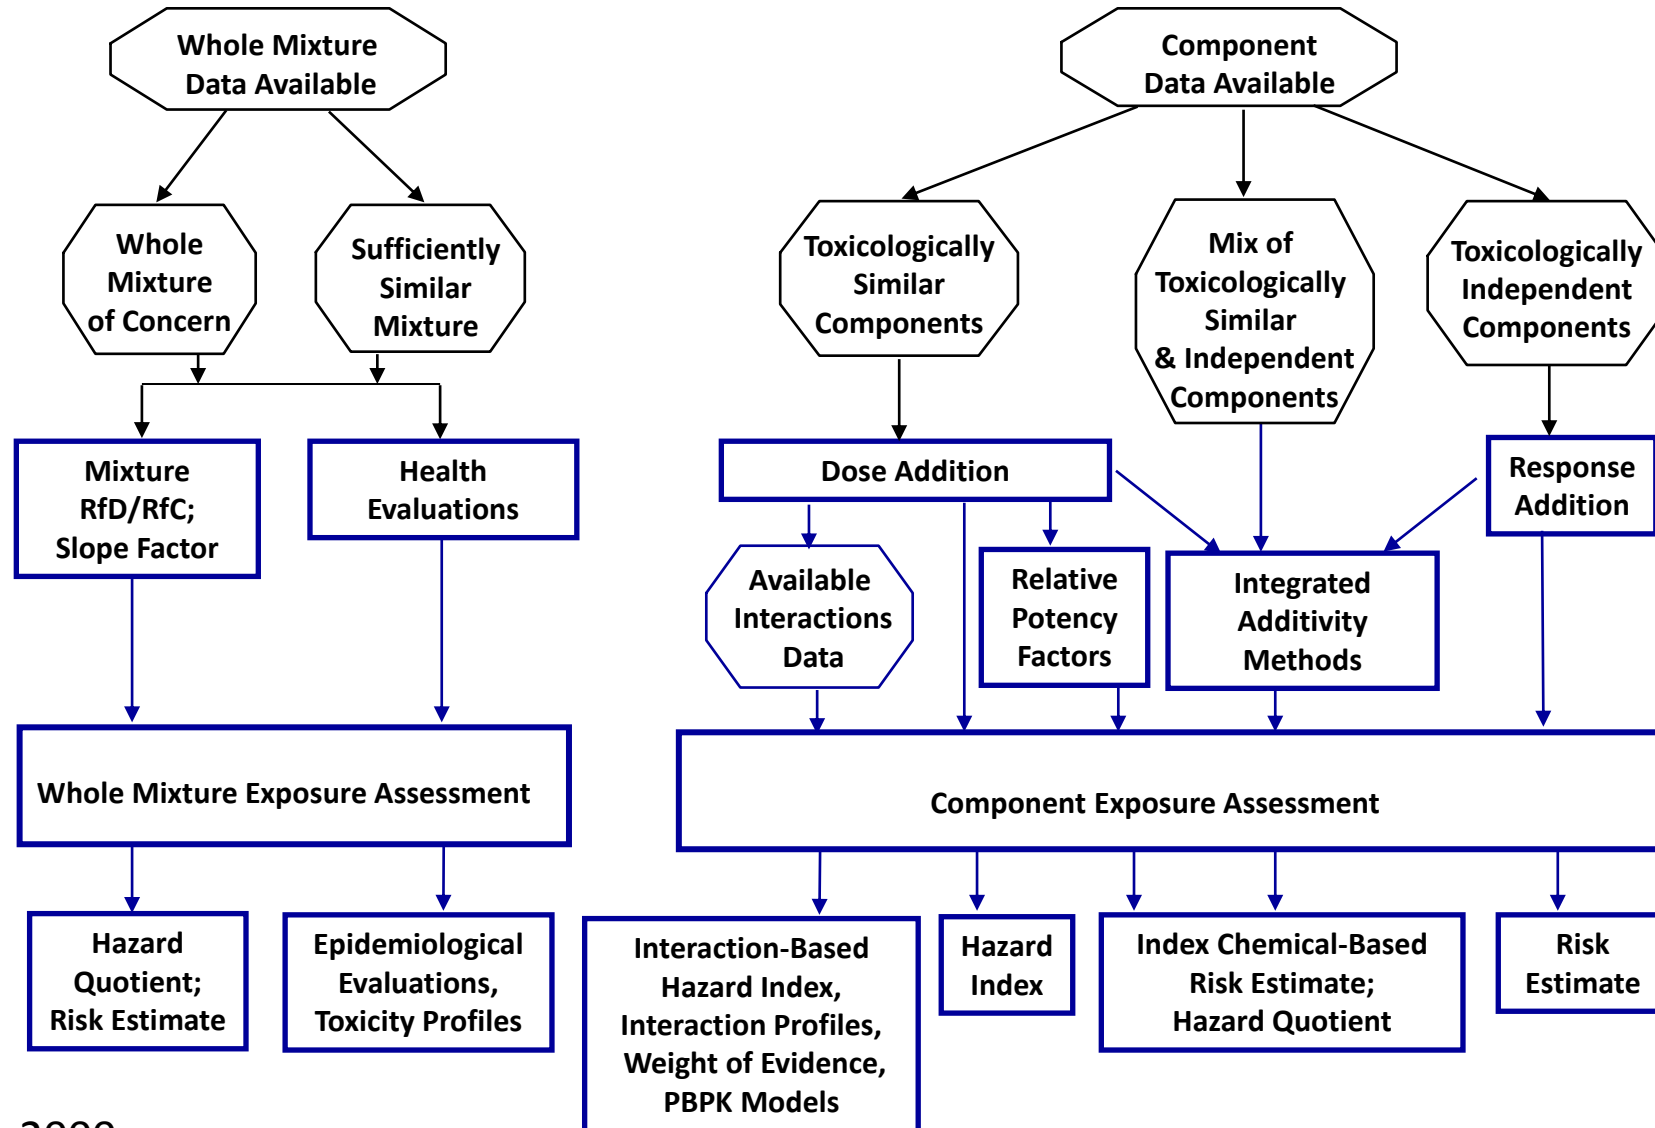 Whole Mixture
Data Available
Component
Data Available
Whole
Mixture
of Concern
Sufficiently
Similar
Mixture
Toxicologically
Similar
Components
Mix of
Toxicologically
Similar
& Independent
Components
Toxicologically
Independent
Components
Mixture
RfD/RfC;
Slope Factor
Health
Evaluations
Dose Addition
Response
Addition
Available
Interactions
Data
Relative
Potency
Factors
Integrated
Additivity
Methods
Whole Mixture Exposure Assessment
Component Exposure Assessment
Hazard
Quotient;
Risk Estimate
Epidemiological
Evaluations,
Toxicity Profiles
Interaction-Based
Hazard Index,
Interaction Profiles,
Weight of Evidence,
PBPK Models
Hazard
Index
Index Chemical-Based
Risk Estimate;
Hazard Quotient
Risk
Estimate